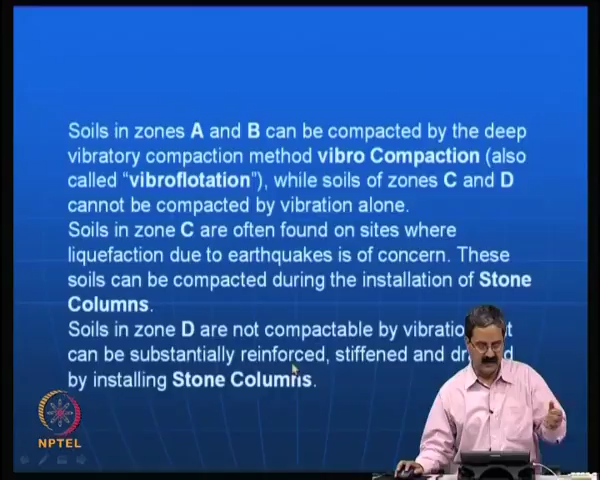 Soils in zones A and B can be compacted by the deep
vibratory compaction method vibro Compaction (also
called “vibroflotation”), while soils of zones C and D
cannot be compacted by vibration alone.
Soils in zone C are often found on sites where
liquefaction due to earthquakes is of concern. These
soils can be compacted during the installation of Stone
Columns.
Soils in zone D are not compactable by
can be substantially reinforced, stiffened and
by installing Stone Columns.
NPTEL